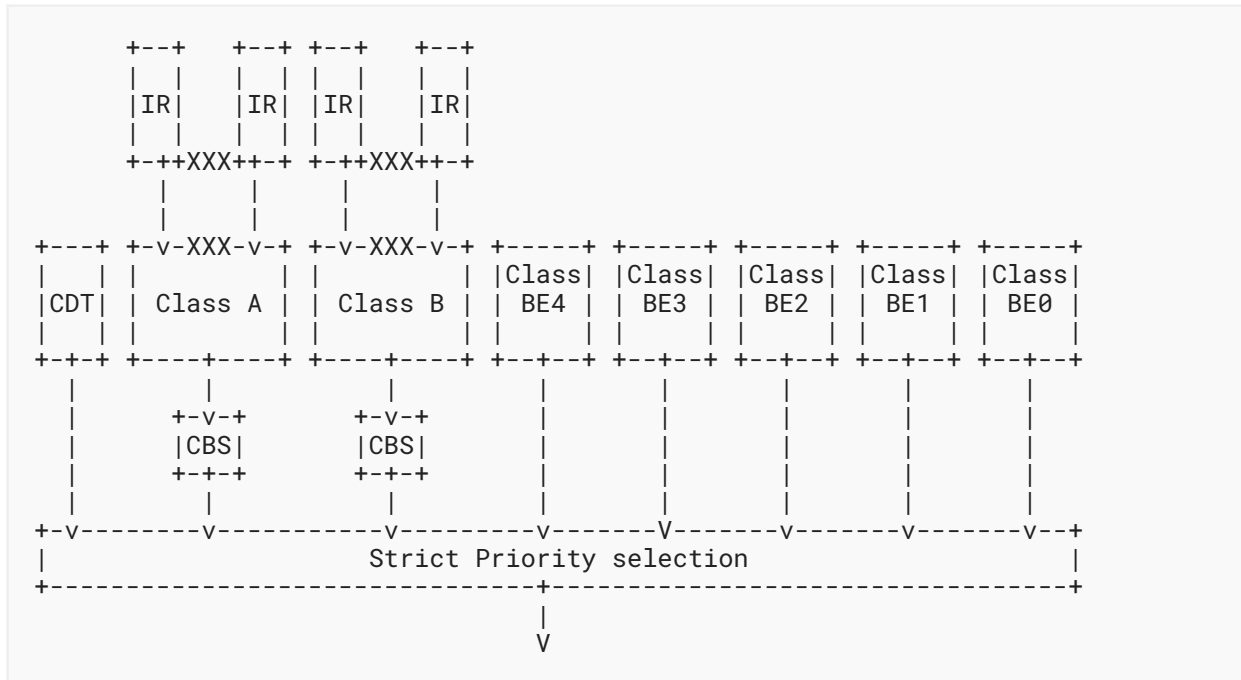 +--+   +--+ +--+   +--+
      |  |   |  | |  |   |  |
      |IR|   |IR| |IR|   |IR|
      |  |   |  | |  |   |  |
      +-++XXX++-+ +-++XXX++-+
        |     |     |     |
        |     |     |     |
+---+ +-v-XXX-v-+ +-v-XXX-v-+ +-----+ +-----+ +-----+ +-----+ +-----+
|   | |         | |         | |Class| |Class| |Class| |Class| |Class|
|CDT| | Class A | | Class B | | BE4 | | BE3 | | BE2 | | BE1 | | BE0 |
|   | |         | |         | |     | |     | |     | |     | |     |
+-+-+ +----+----+ +----+----+ +--+--+ +--+--+ +--+--+ +--+--+ +--+--+
  |        |           |         |       |       |       |       |
  |      +-v-+       +-v-+       |       |       |       |       |
  |      |CBS|       |CBS|       |       |       |       |       |
  |      +-+-+       +-+-+       |       |       |       |       |
  |        |           |         |       |       |       |       |
+-v--------v-----------v---------v-------V-------v-------v-------v--+
|                     Strict Priority selection                     |
+--------------------------------+----------------------------------+
                                 |
                                 V